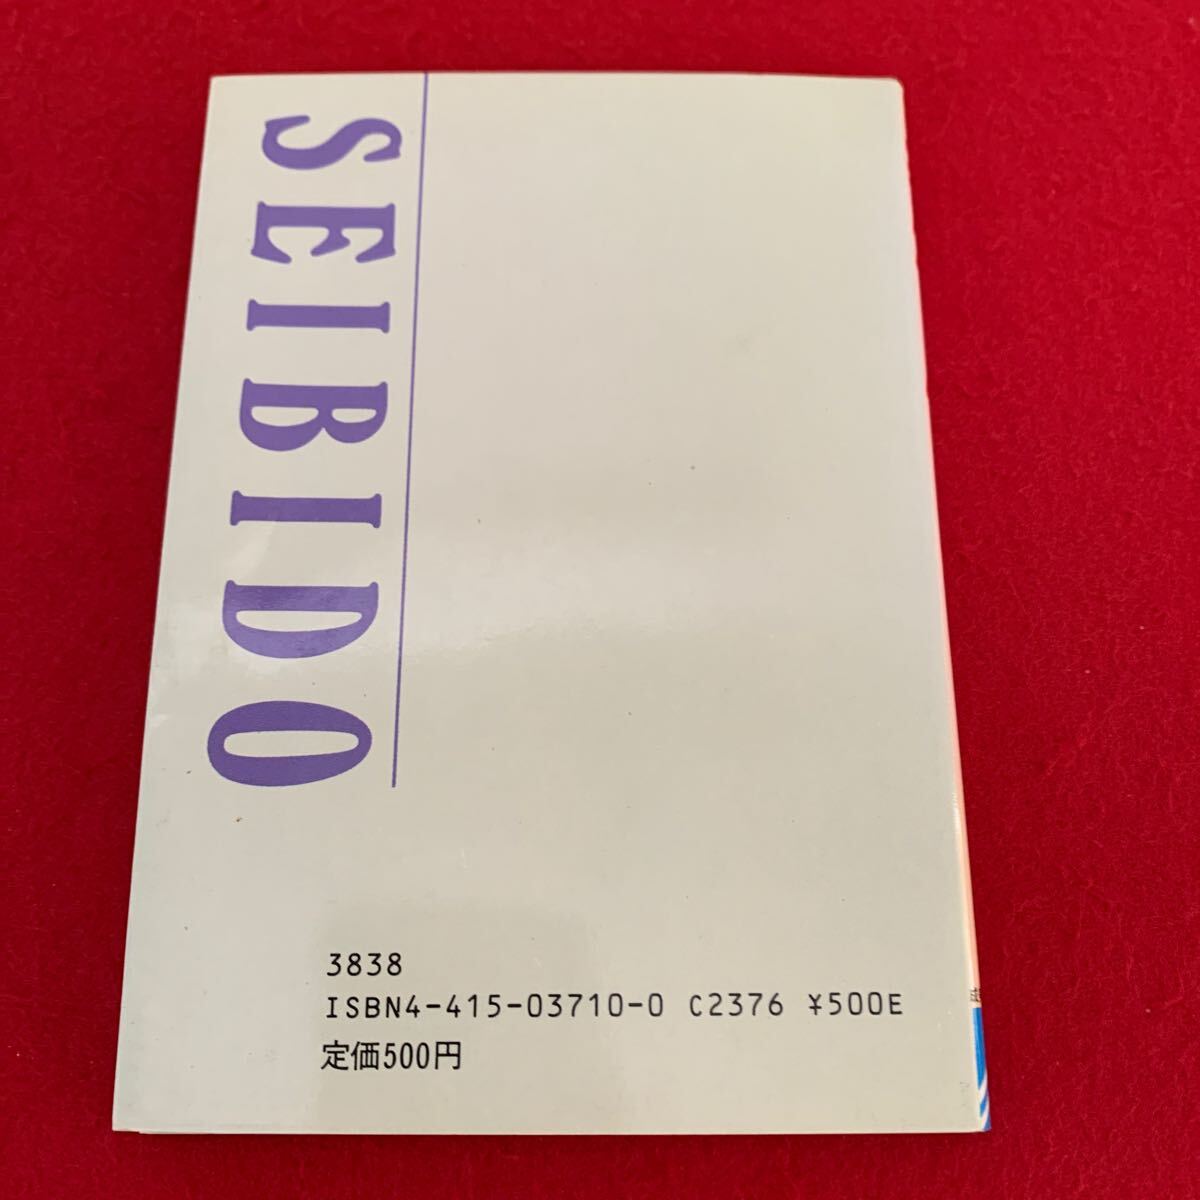 SEIBIDO
3838
ISBN4-415-03710-0 C2376 ¥500E
定価500円